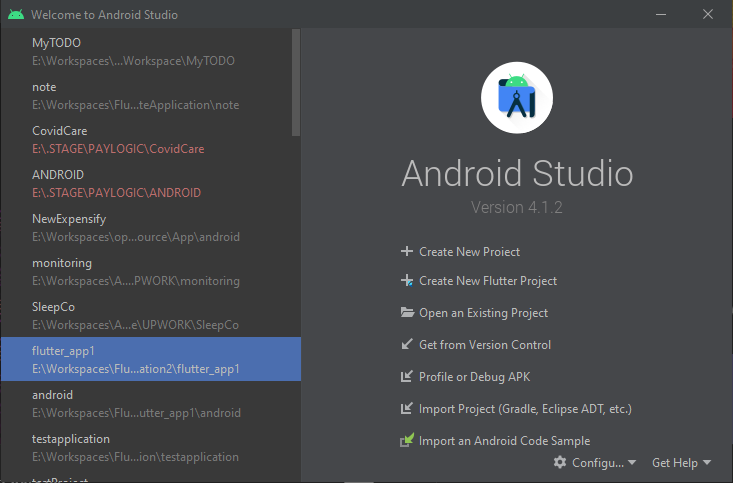 Welcome to Android Studio
MyTODO
E:\Workspaces\...Workspace\MyTODO
note
E:\Workspaces\Flu...teApplication\note
CovidCare
E:\.STAGE\PAYLOGIC\CovidCare
ANDROID
E:\.STAGE\PAYLOGIC\ANDROID
NewExpensify
E:\Workspaces\op...ource\App\android
monitoring
E:\Workspaces\A....PWORK\monitoring
SleepCo
E:\Workspaces\A...e\UPWORK\SleepCo
flutter_app1
E:\Workspaces\Flu...ation2\flutter_app1
android
E:\Workspaces\Flu...utter_app1\android
testapplication
E:\Workspaces\Flu...ion\testapplication
Android Studio
Version 4.1.2
Create New Project
Create New Flutter Project
Open an Existing Project
Get from Version Control
Profile or Debug APK
Import Project (Gradle, Eclipse ADT, etc.)
Import an Android Code Sample
Configu...
Get Help